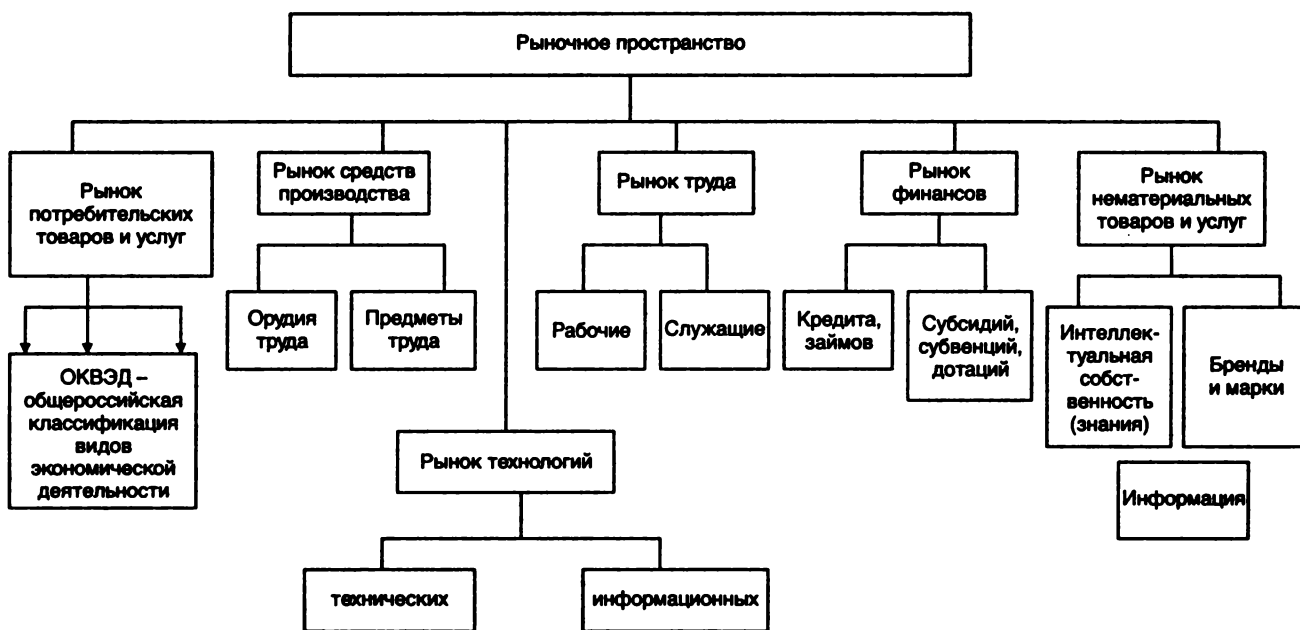 Рыночное пространство
Рынок
потребительских
товаров и услуг
Рынок средств
производства
Рынок труда
Рынок
финансов
Рынок
нематериальных
товаров и услуг
Орудия
труда
Предметы
труда
Рабочие
Служащие
Кредита,
займов
Субсидий,
субвенций,
дотаций
Интеллек-
туальная
собст-
венность
(знания)
Бренды
и марки
ОКВЭД –
общероссийская
классификация
видов
экономической
деятельности
Рынок технологий
Информация
технических
информационных